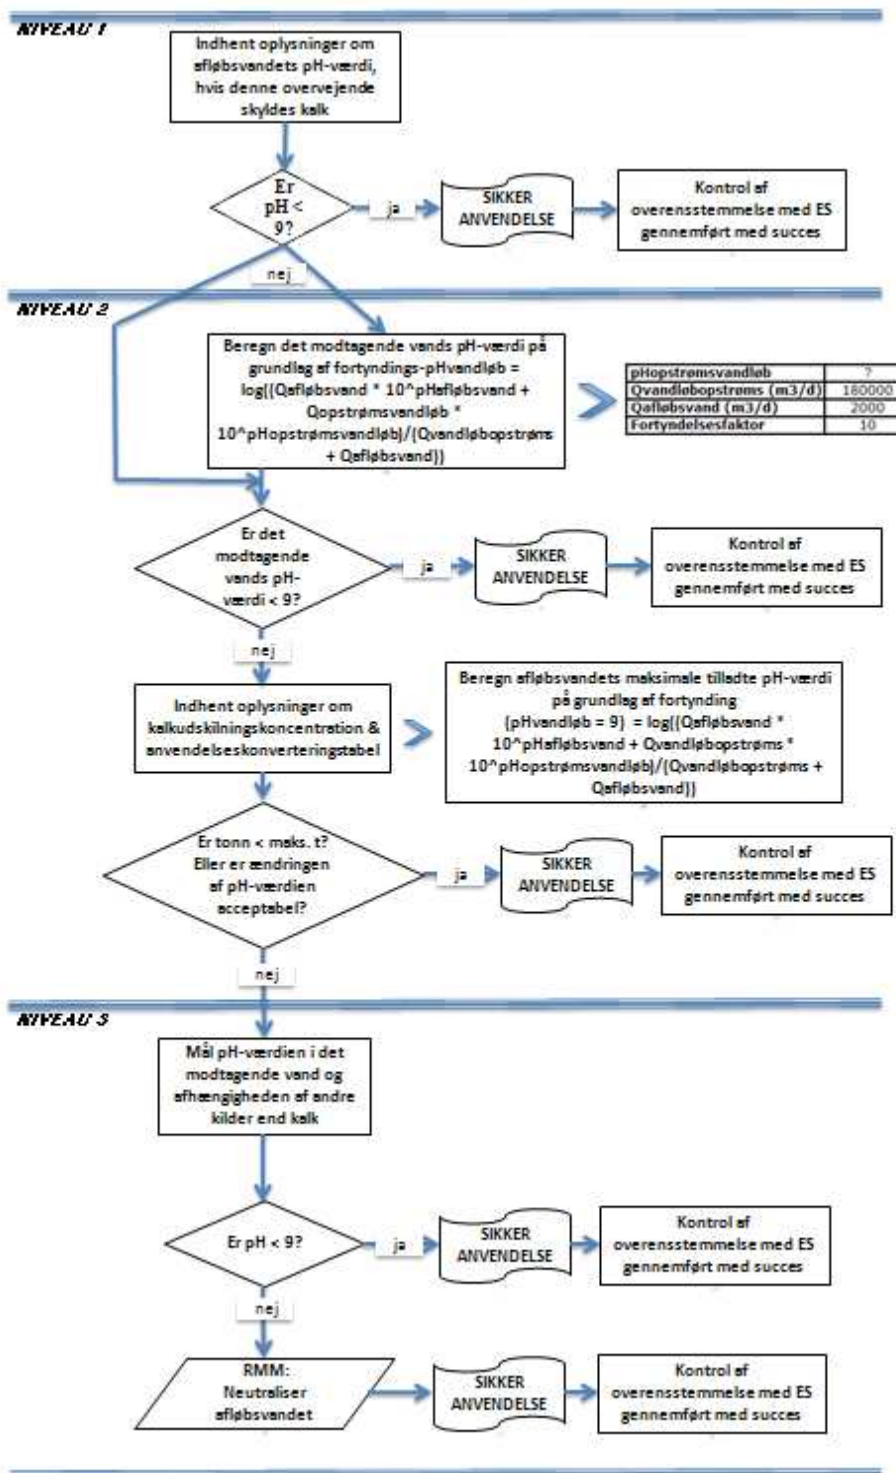 NIVEAU 1
Indhent oplysninger om
afløbsvandets pH-værdi,
hvis denne overvejende
skyldes kalk
Er
pH <
9?
ja
SIKKER
ANVENDELSE
Kontrol af
overensstemmelse med ES
gennemført med succes
nej
NIVEAU 2
Beregn det modtagende vands pH-værdi på
grundlag af fortyndings-pHvandløb =
log((Qafløbsvand * 10^pHafløbsvand +
Qopstrømsvandløb *
10^pHopstrømsvandløb)/(Qvandløbopstrøms
+ Qafløbsvand))
pHopstrømsvandløb ?
Qvandløbopstrøms (m3/d) 180000
Qafløbsvand (m3/d) 2000
Fortyndelsesfaktor 10
Er det
modtagende
vands pH-
værdi < 9?
ja
SIKKER
ANVENDELSE
Kontrol af
overensstemmelse med ES
gennemført med succes
nej
Indhent oplysninger om
kalkudskilningskoncentration &
anvendelseskonverteringstabel
Beregn afløbsvandets maksimale tilladte pH-værdi
på grundlag af fortynding
(pHvandløb = 9) = log((Qafløbsvand *
10^pHafløbsvand + Qvandløbopstrøms *
10^pHopstrømsvandløb)/(Qvandløbopstrøms +
Qafløbsvand))
Er tonn < maks. t?
Eller er ændringen
af pH-værdien
acceptabel?
ja
SIKKER
ANVENDELSE
Kontrol af
overensstemmelse med ES
gennemført med succes
nej
NIVEAU 3
Mål pH-værdien i det
modtagende vand og
afhængigheden af andre
kilder end kalk
Er pH < 9?
ja
SIKKER
ANVENDELSE
Kontrol af
overensstemmelse med ES
gennemført med succes
nej
RMM:
Neutraliser
afløbsvandet
SIKKER
ANVENDELSE
Kontrol af
overensstemmelse med ES
gennemført med succes